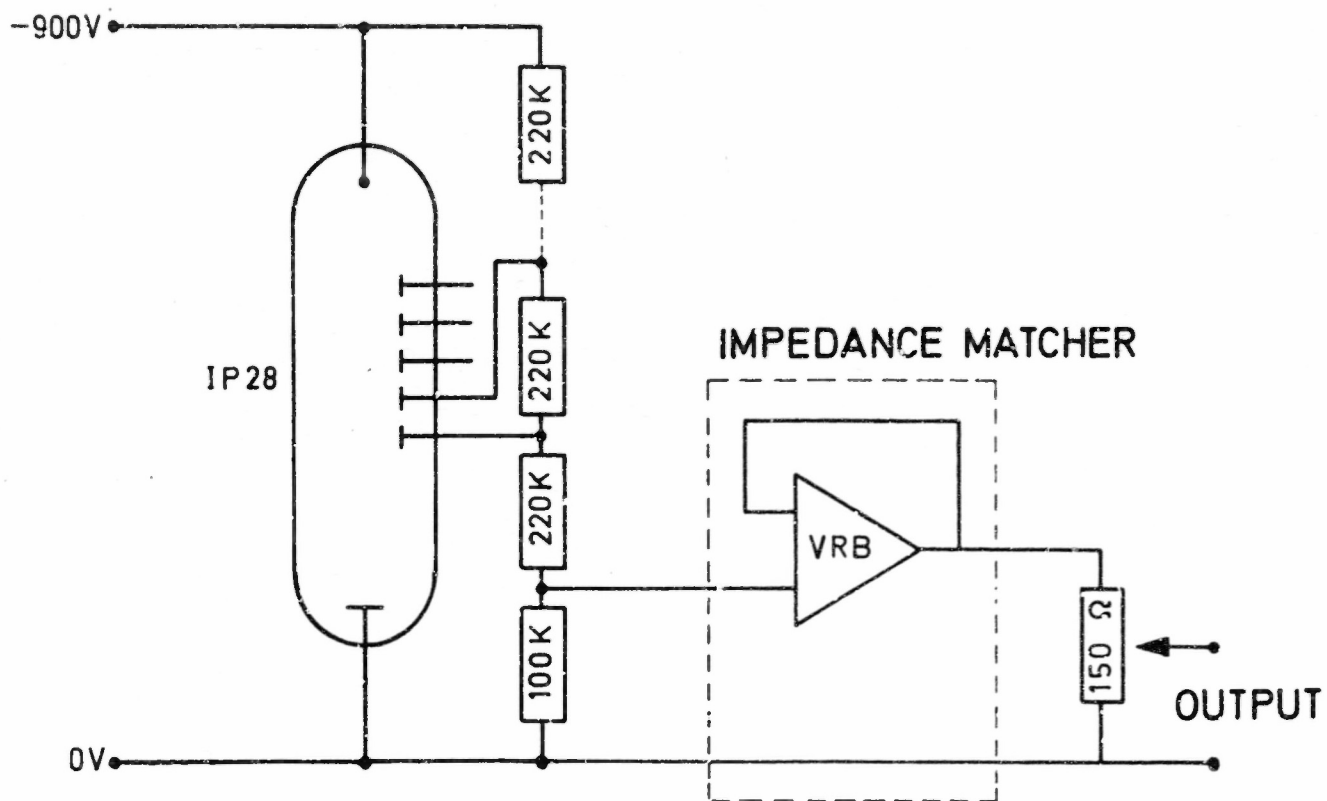 -900V
220K
220K
IMPEDANCE MATCHER
IP28
220K
VRB
100K
150 Ω
OUTPUT
0V